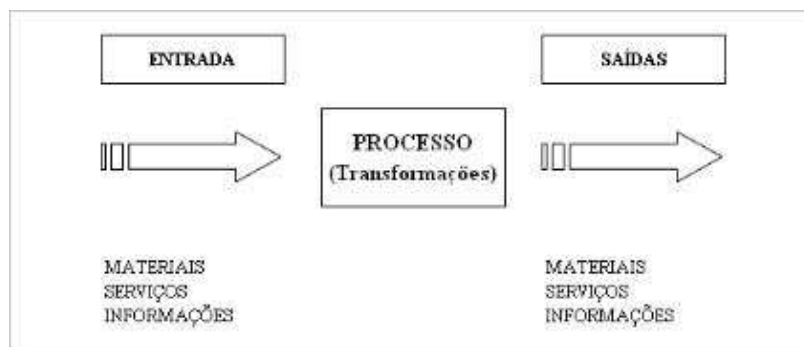 ENTRADA
SAÍDAS
PROCESSO
(Transformações)
MATERIAIS
SERVIÇOS
INFORMAÇÕES
MATERIAIS
SERVIÇOS
INFORMAÇÕES